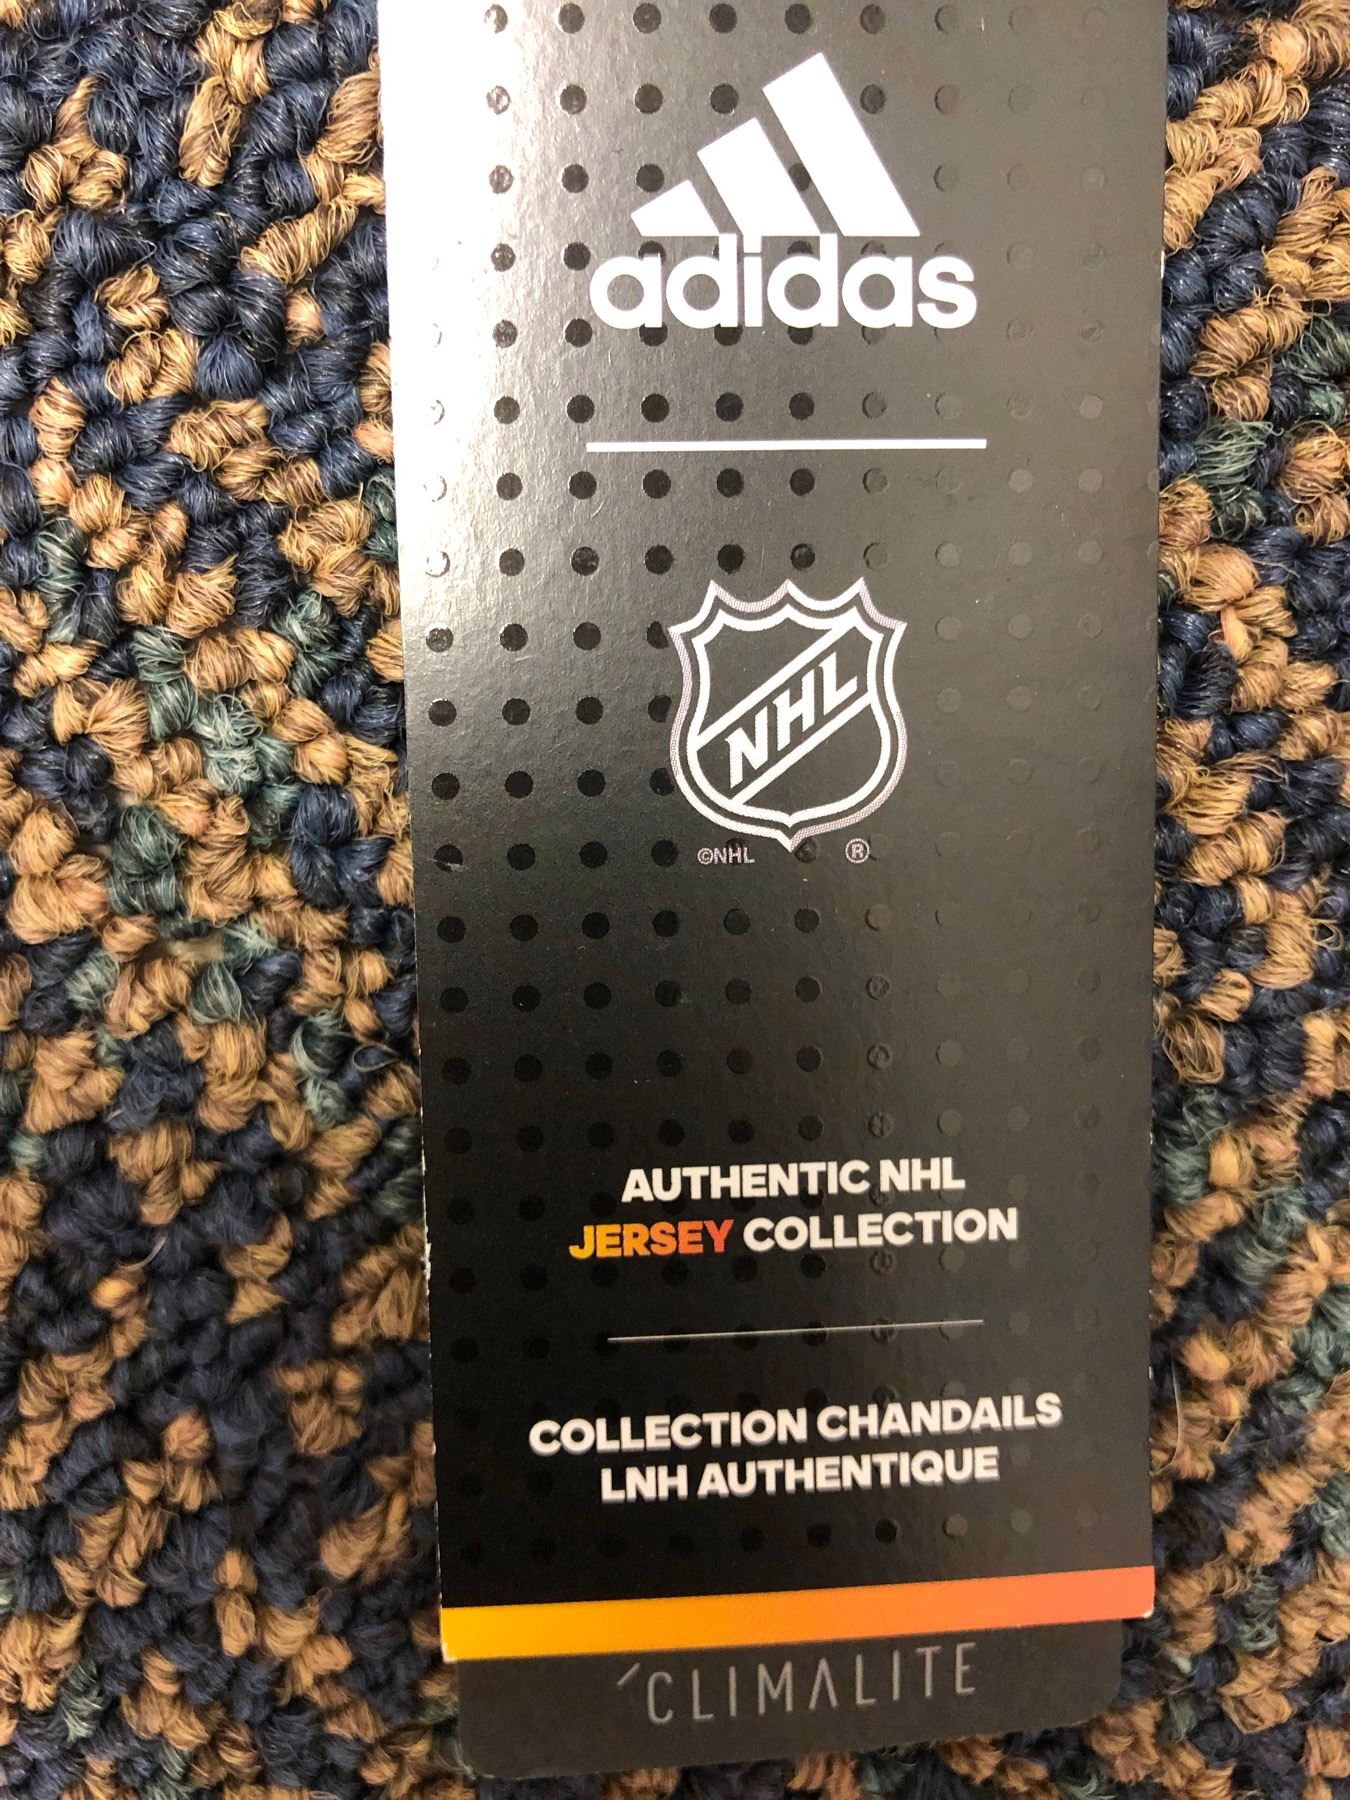 adidas
NHL
©NHL ®
AUTHENTIC NHL
JERSEY COLLECTION
COLLECTION CHANDAILS
LNH AUTHENTIQUE
´CLIMALITE